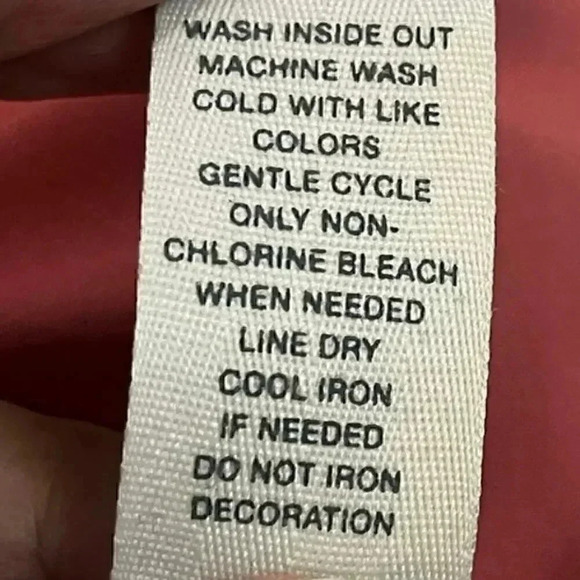 WASH INSIDE OUT
MACHINE WASH
COLD WITH LIKE
COLORS
GENTLE CYCLE
ONLY NON-
CHLORINE BLEACH
WHEN NEEDED
LINE DRY
COOL IRON
IF NEEDED
DO NOT IRON
DECORATION